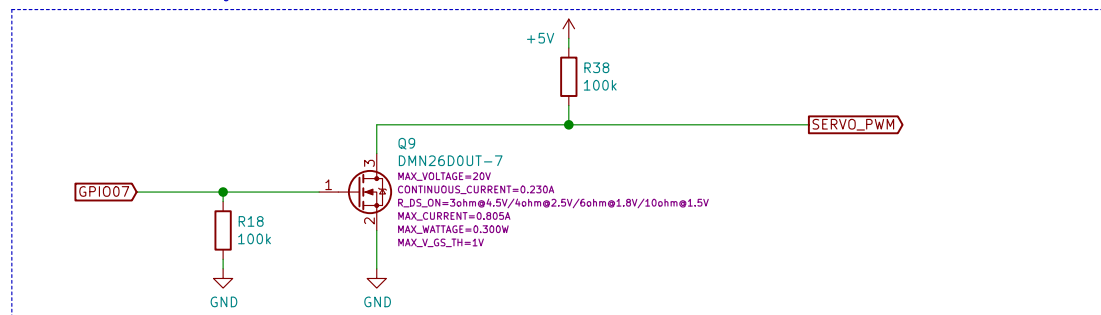 +5V
R38
100k
SERVO_PWM
Q9
DMN26D0UT-7
MAX_VOLTAGE=20V
CONTINUOUS_CURRENT=0.230A
R_DS_ON=3ohm@4.5V/4ohm@2.5V/6ohm@1.8V/10ohm@1.5V
MAX_CURRENT=0.805A
MAX_WATTAGE=0.300W
MAX_V_GS_TH=1V
3
1
2
GPIO07
R18
100k
GND
GND